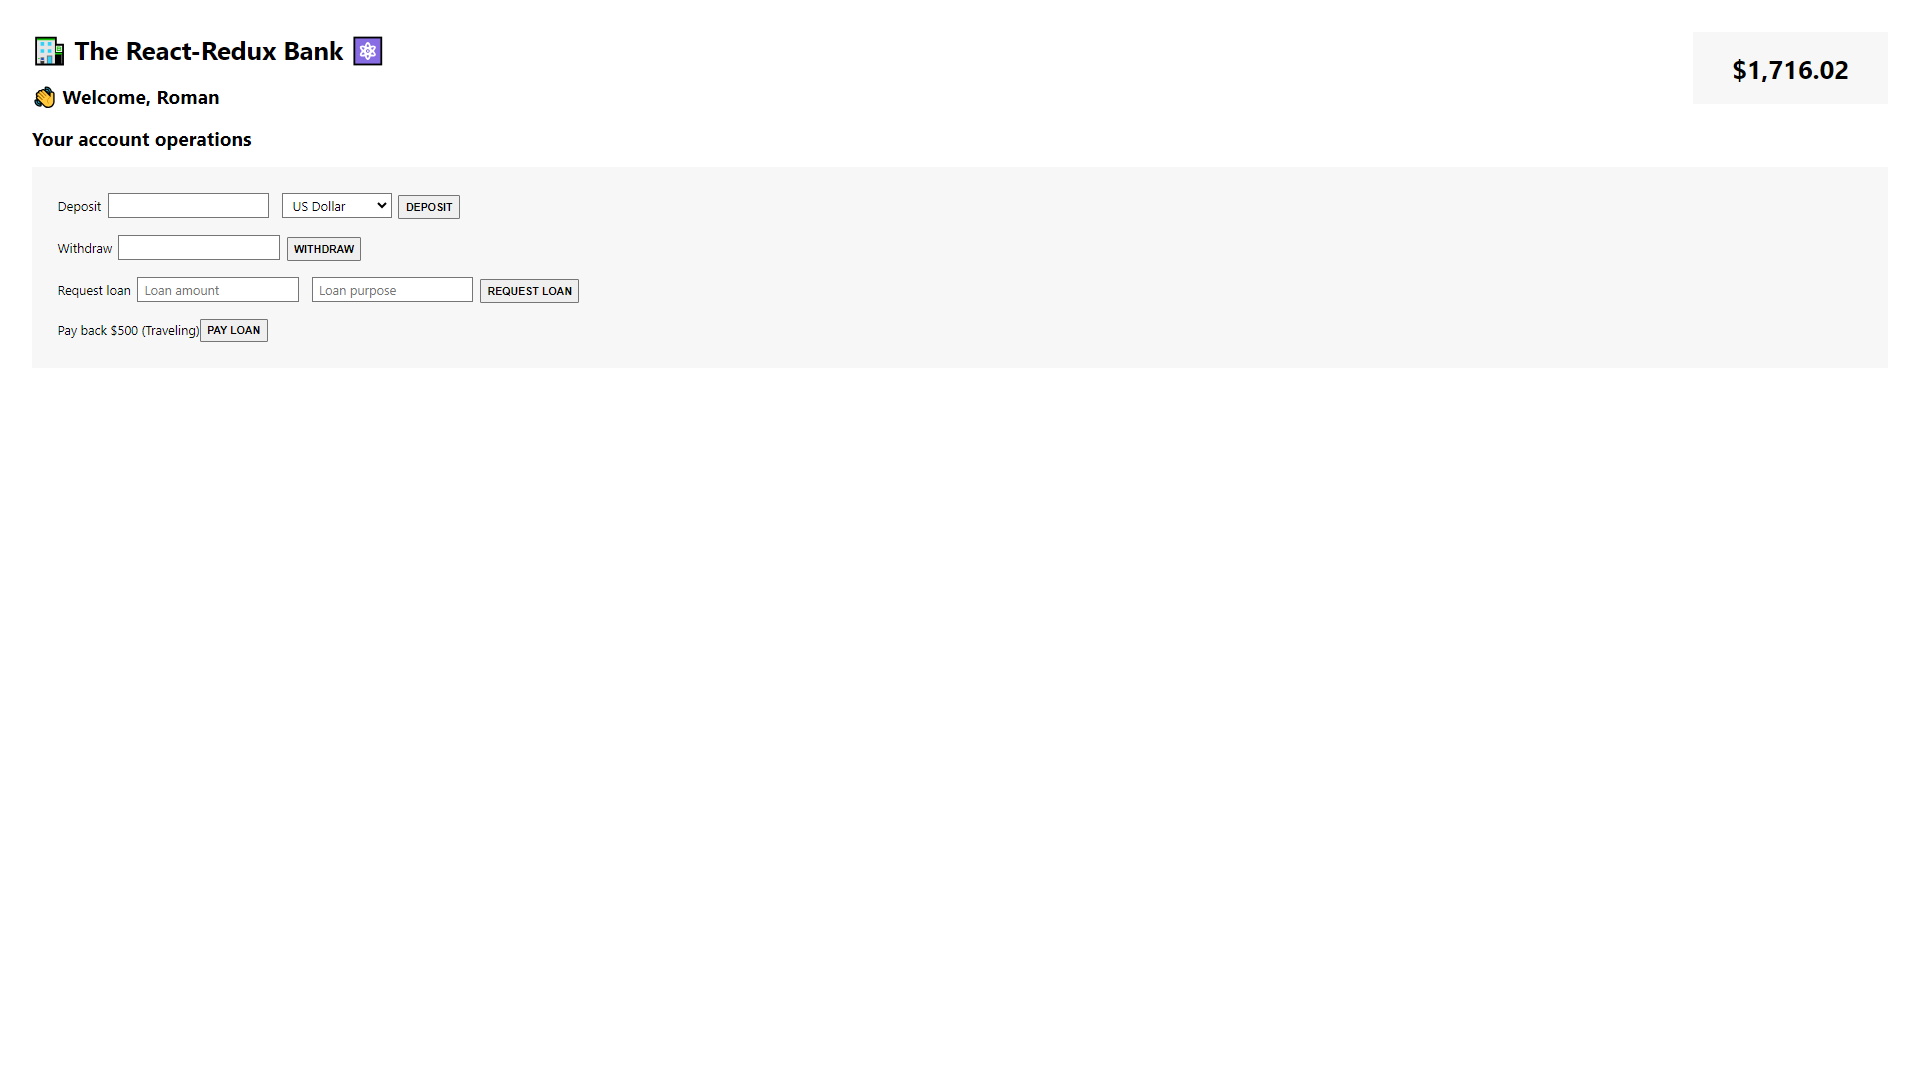 The React-Redux Bank
$1,716.02
👋 Welcome, Roman
Your account operations
Deposit US Dollar DEPOSIT
Withdraw WITHDRAW
Request loan Loan amount Loan purpose REQUEST LOAN
Pay back $500 (Traveling) PAY LOAN